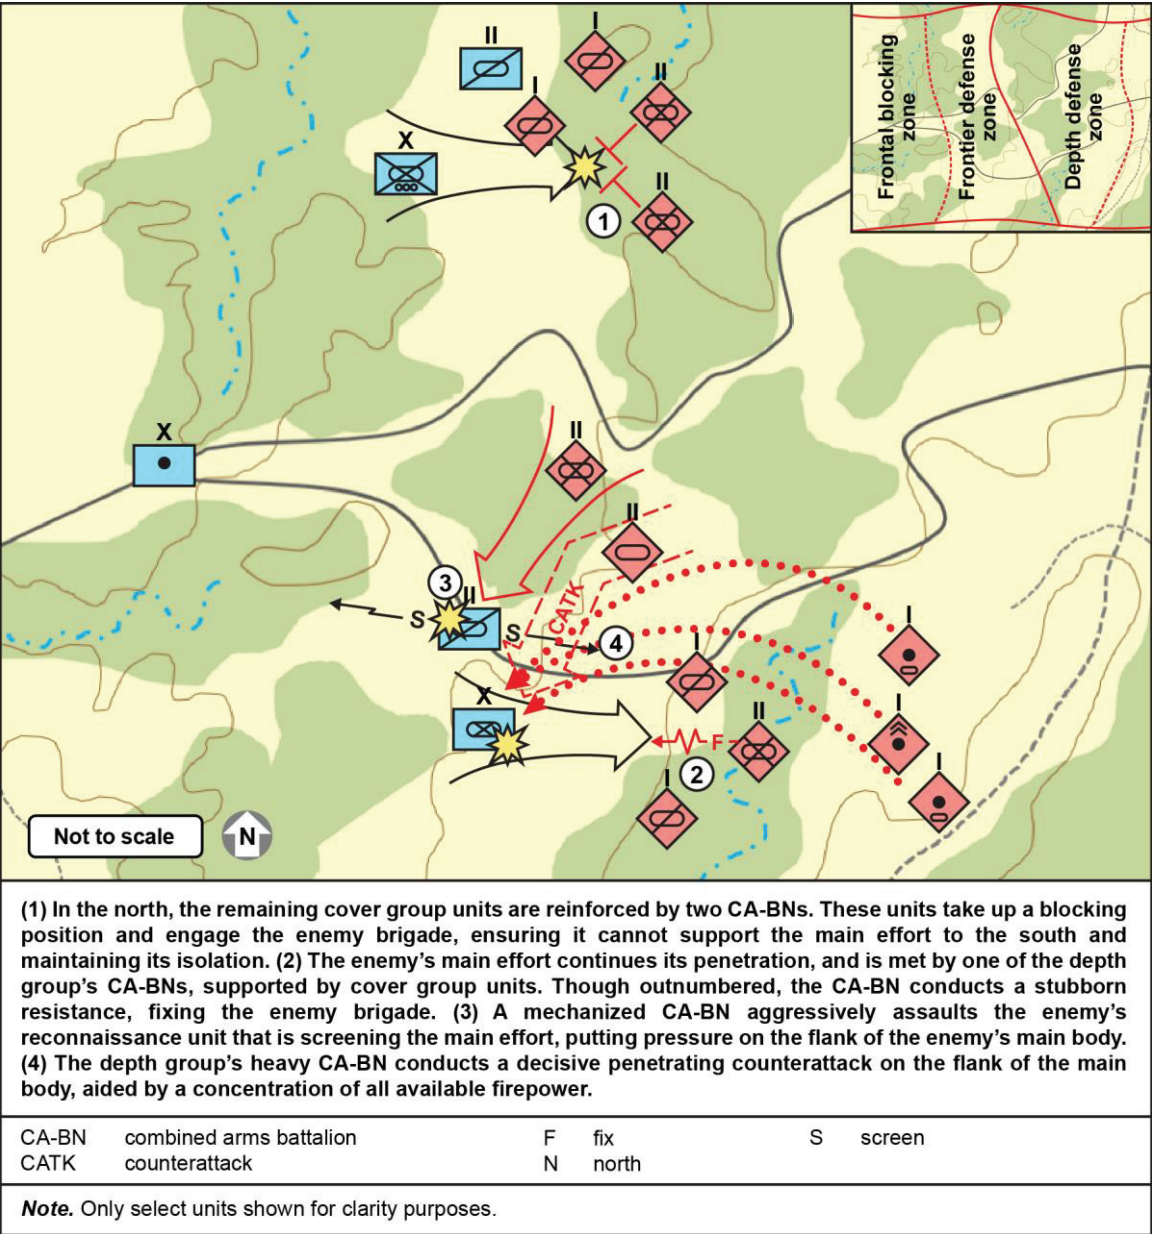 II
I
I
II
X
II
1
Frontal blocking
zone
Frontier defense
zone
Depth defense
zone
X
II
II
3
II
S
S
CATK
4
I
I
X
II
I
F
2
I
I
Not to scale
N
(1) In the north, the remaining cover group units are reinforced by two CA-BNs. These units take up a blocking
position and engage the enemy brigade, ensuring it cannot support the main effort to the south and
maintaining its isolation. (2) The enemy’s main effort continues its penetration, and is met by one of the depth
group’s CA-BNs, supported by cover group units. Though outnumbered, the CA-BN conducts a stubborn
resistance, fixing the enemy brigade. (3) A mechanized CA-BN aggressively assaults the enemy’s
reconnaissance unit that is screening the main effort, putting pressure on the flank of the enemy’s main body.
(4) The depth group’s heavy CA-BN conducts a decisive penetrating counterattack on the flank of the main
body, aided by a concentration of all available firepower.
CA-BN combined arms battalion F fix S screen
CATK counterattack N north
Note. Only select units shown for clarity purposes.